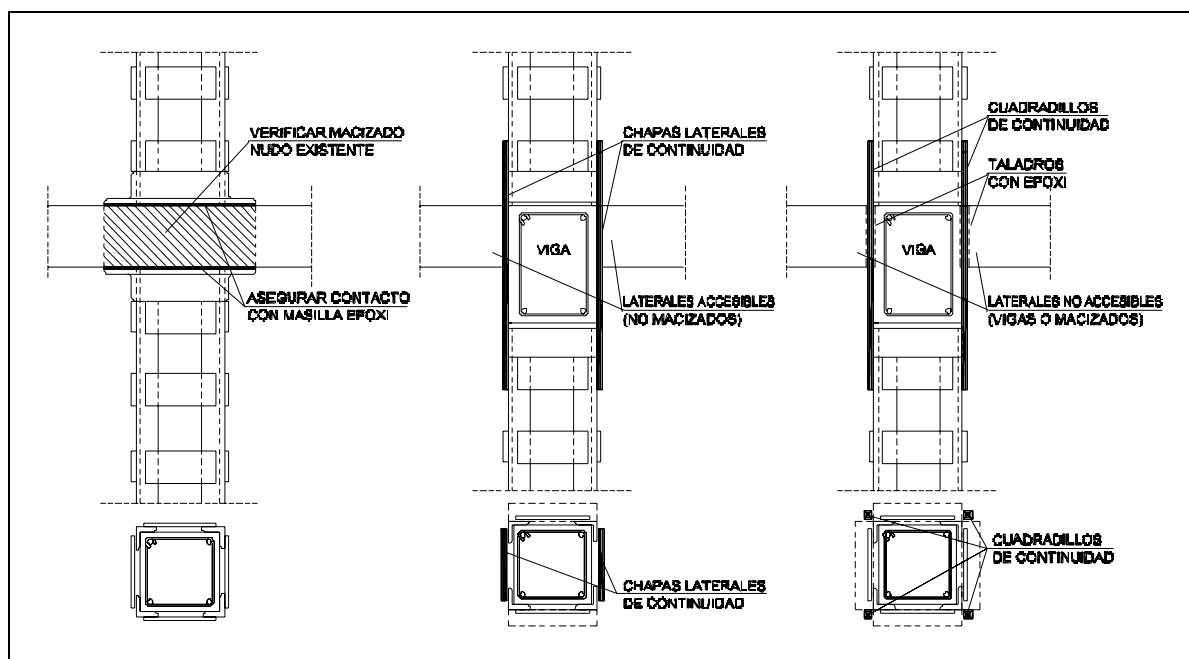 VERIFICAR MACIZADO
NUDO EXISTENTE
ASEGURAR CONTACTO
CON MASILLA EPOXI
CHAPAS LATERALES
DE CONTINUIDAD
VIGA
LATERALES ACCESIBLES
(NO MACIZADOS)
CHAPAS LATERALES
DE CONTINUIDAD
CUADRADILLOS
DE CONTINUIDAD
TALADROS
CON EPOXI
VIGA
LATERALES NO ACCESIBLES
(VIGAS O MACIZADOS)
CUADRADILLOS
DE CONTINUIDAD